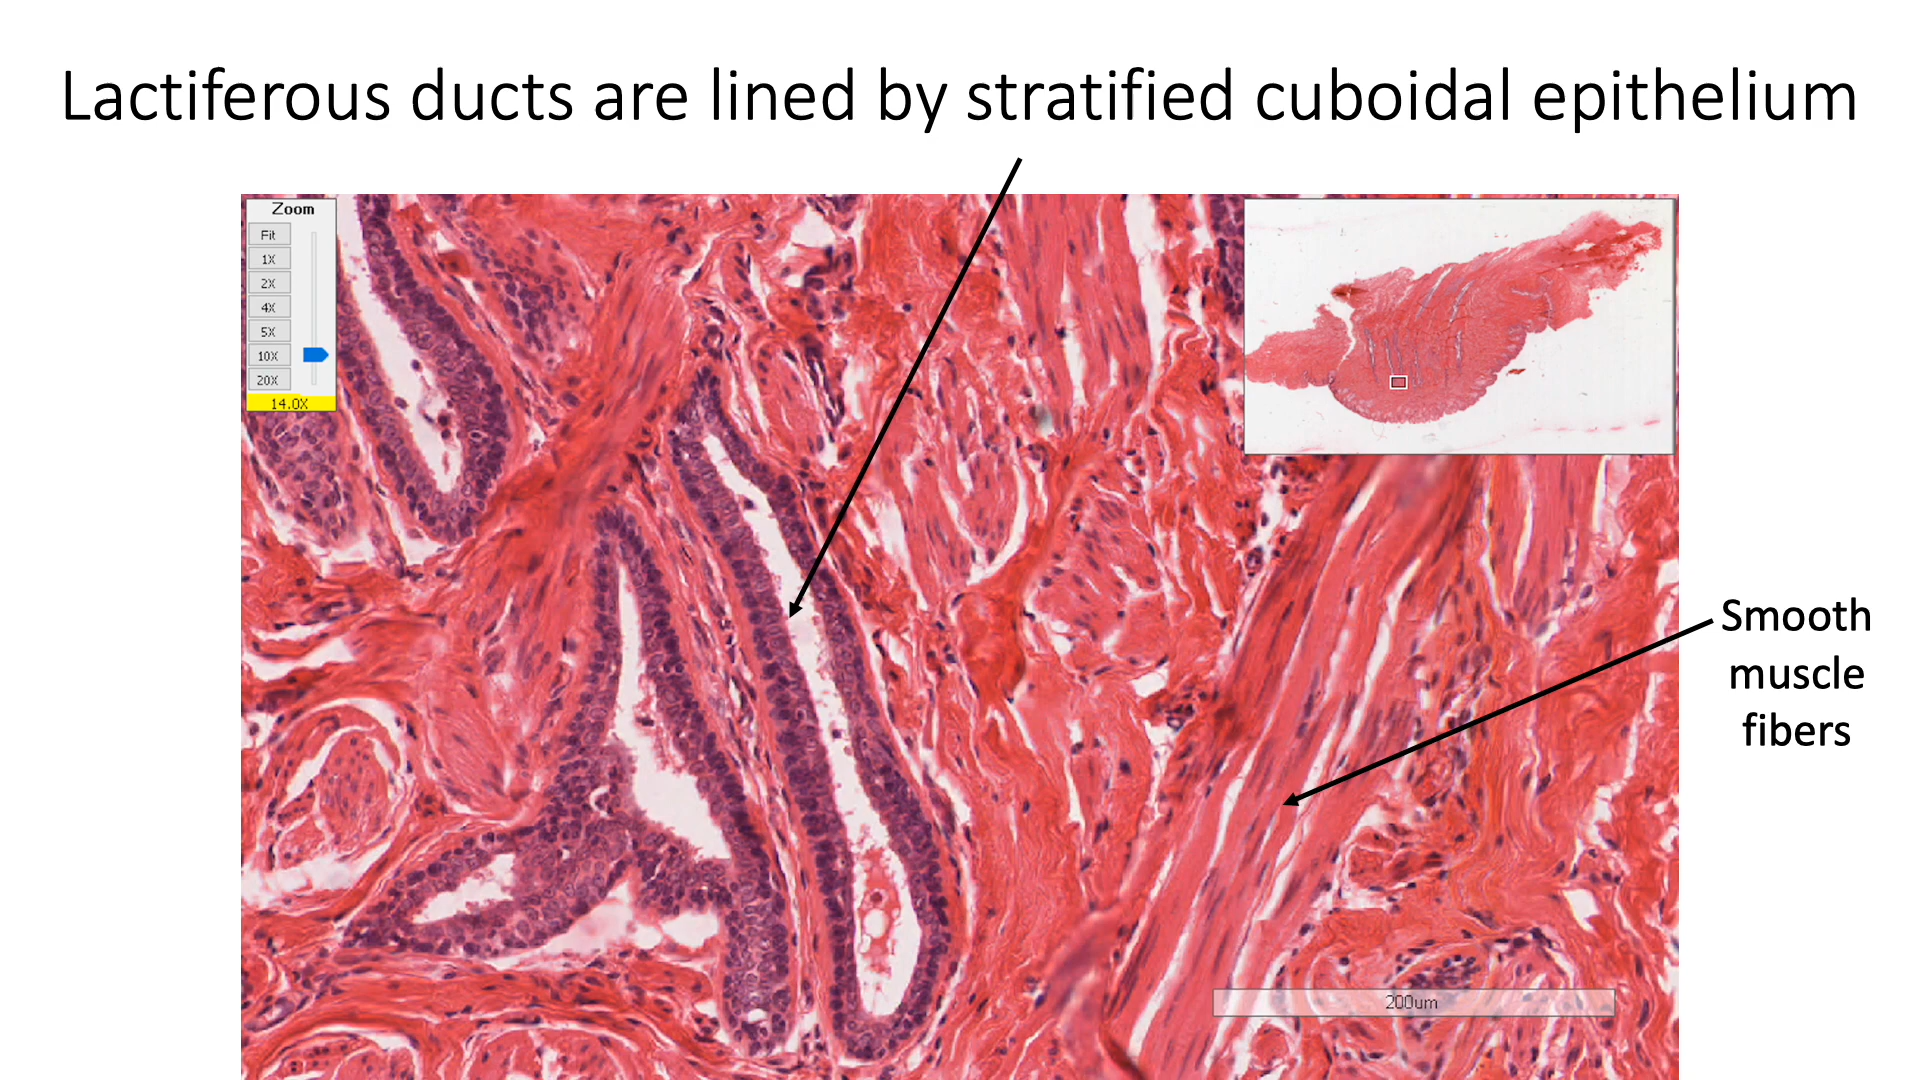 Lactiferous ducts are lined by stratified cuboidal epithelium
Zoom
Fit
1X
2X
4X
5X
10X
20X
14.0X
Smooth
muscle
fibers
200um